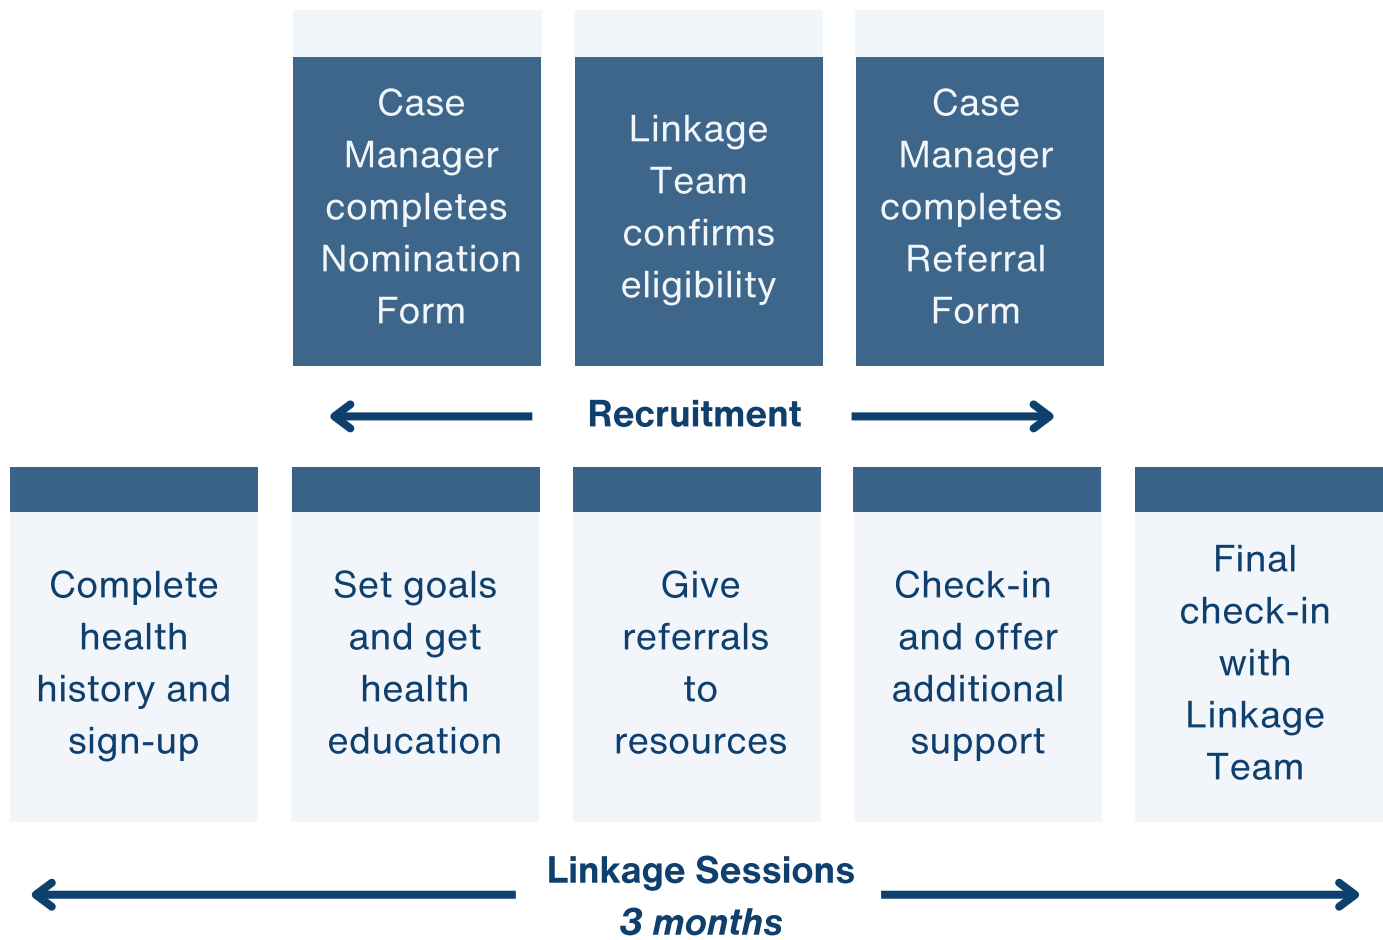 Case
Manager
completes
Nomination
Form
Linkage
Team
confirms
eligibility
Case
Manager
completes
Referral
Form
Recruitment
Complete
health
history and
sign-up
Set goals
and get
health
education
Give
referrals
to
resources
Check-in
and offer
additional
support
Final
check-in
with
Linkage
Team
Linkage Sessions
3 months